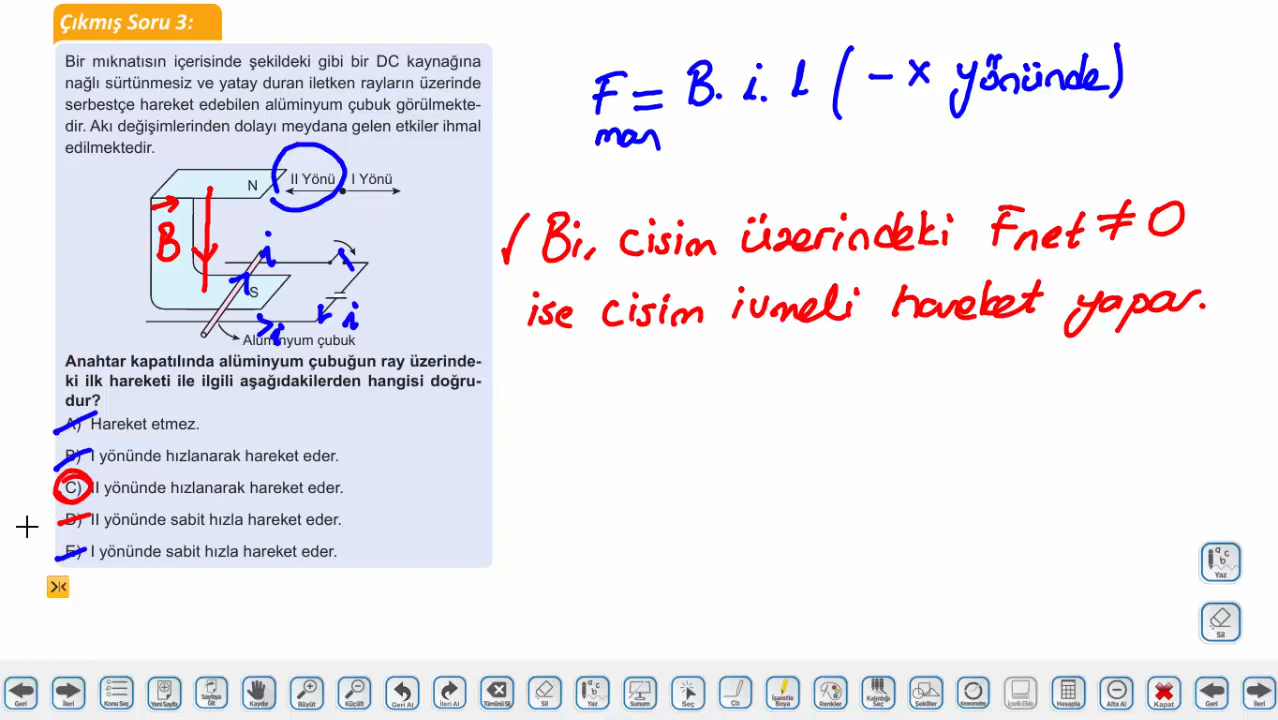 Çıkmış Soru 3:
Bir mıknatısın içerisinde şekildeki gibi bir DC kaynağına
nağlı sürtünmesiz ve yatay duran iletken rayların üzerinde
serbestçe hareket edebilen alüminyum çubuk görülmekte-
dir. Akı değişimlerinden dolayı meydana gelen etkiler ihmal
edilmektedir.
N
II Yönü
I Yönü
B
i
S
i
i
Alüminyum çubuk
Anahtar kapatılında alüminyum çubuğun ray üzerinde-
ki ilk hareketi ile ilgili aşağıdakilerden hangisi doğru-
dur?
A) Hareket etmez.
B) I yönünde hızlanarak hareket eder.
C) II yönünde hızlanarak hareket eder.
D) II yönünde sabit hızla hareket eder.
E) I yönünde sabit hızla hareket eder.
F = B. i. l (-x yönünde)
man
√ Bir cisim üzerindeki Fnet ≠ 0
ise cisim ivmeli hareket yapar.
a b c
Yaz
Sil
Geri
İleri
Konu Seç
Yeni Sayfa
Sayfaya Git
Kaydır
Büyüt
Küçült
Geri Al
İleri Al
Tümünü Sil
Sil
Yaz
Sunum
Seç
Çiz
İşaretle Boya
Renkler
Kalınlığı Seç
Şekiller
Kronometre
İçerik Ekle
Hesapla
Alta Al
Kapat
Geri
İleri